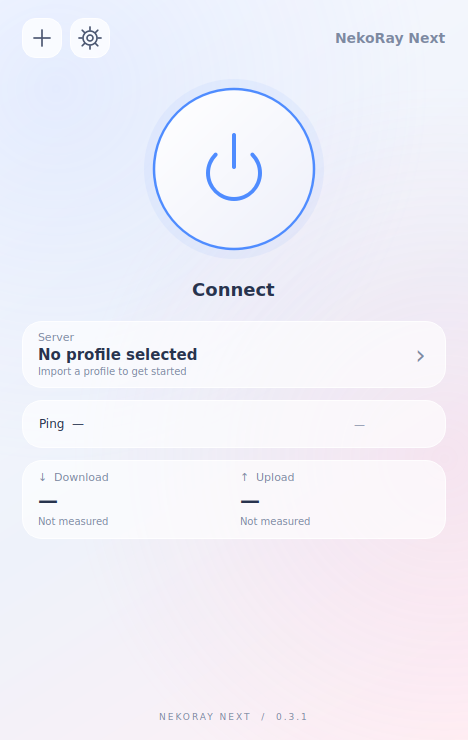 NekoRay Next
Connect
Server
No profile selected
Import a profile to get started
Ping —
—
↓ Download
↑ Upload
—
—
Not measured
Not measured
NEKORAY NEXT / 0.3.1